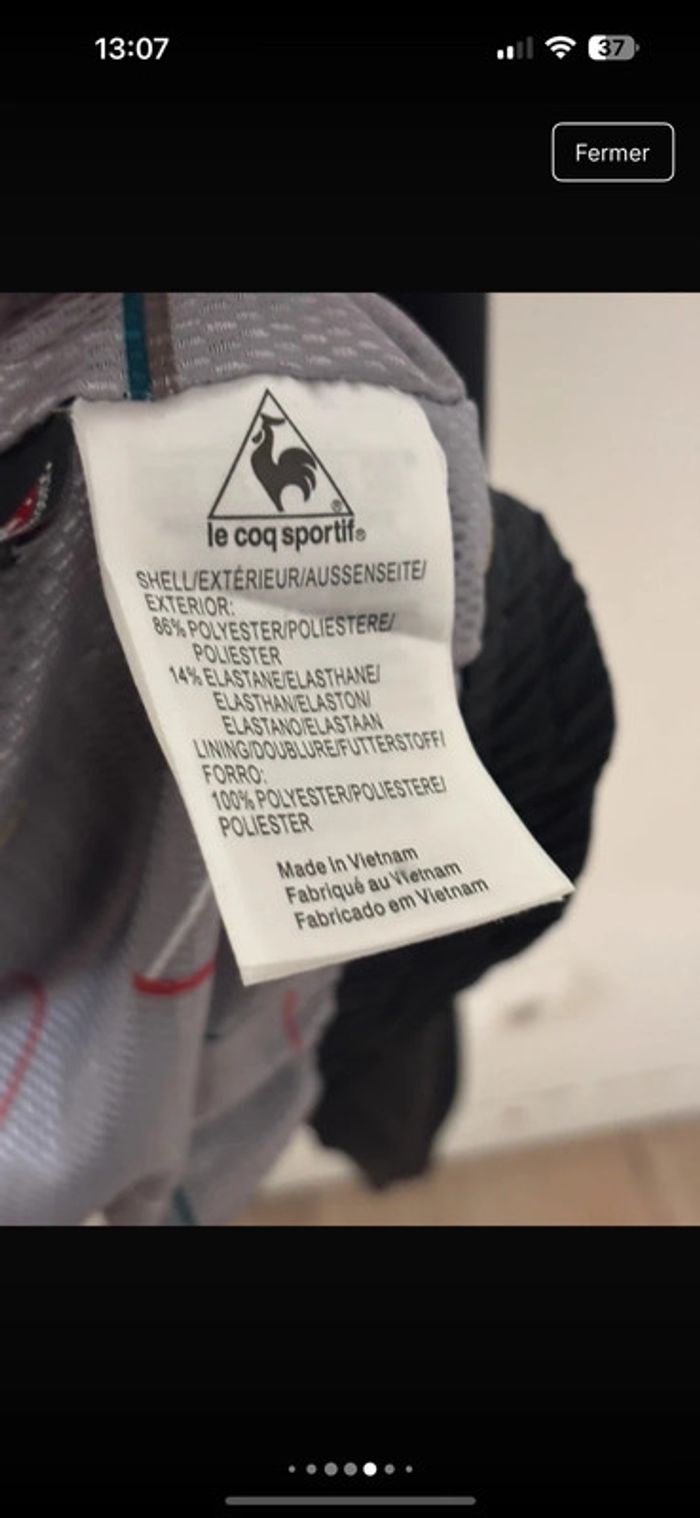 13:07
37
Fermer
le coq sportif®
SHELL/EXTÉRIEUR/AUSSENSEITE/
EXTERIOR:
86% POLYESTER/POLIESTERE/
POLIESTER
14% ELASTANE/ELASTHANE/
ELASTHAN/ELASTON/
ELASTANO/ELASTAAN
LINING/DOUBLURE/FUTTERSTOFF/
FORRO:
100% POLYESTER/POLIESTERE/
POLIESTER
Made in Vietnam
Fabriqué au Vietnam
Fabricado em Vietnam